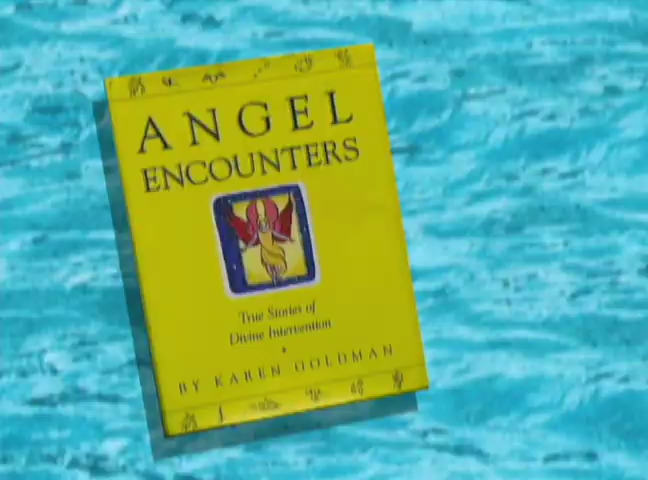 ANGEL
ENCOUNTERS
True Stories of
Divine Intervention
BY KAREN GOLDMAN